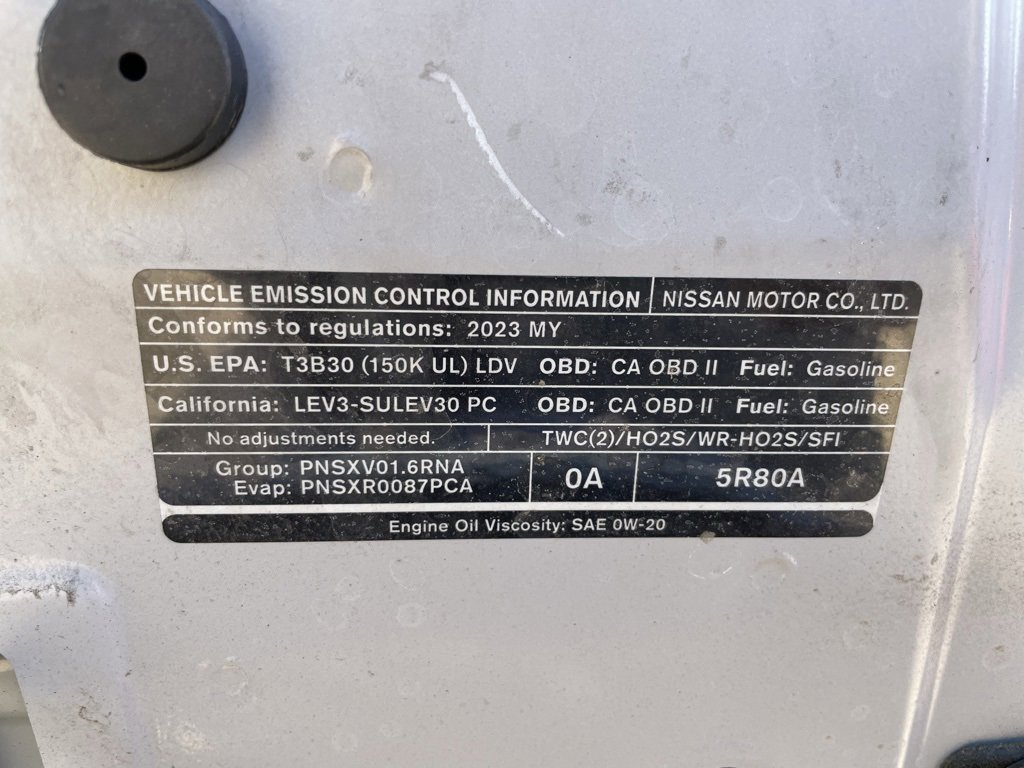 VEHICLE EMISSION CONTROL INFORMATION NISSAN MOTOR CO., LTD.
Conforms to regulations: 2023 MY
U.S. EPA: T3B30 (150K UL) LDV OBD: CA OBD II Fuel: Gasoline
California: LEV3-SULEV30 PC OBD: CA OBD II Fuel: Gasoline
No adjustments needed. TWC(2)/HO2S/WR-HO2S/SFI
Group: PNSXV01.6RNA
Evap: PNSXR0087PCA
0A 5R80A
Engine Oil Viscosity: SAE 0W-20